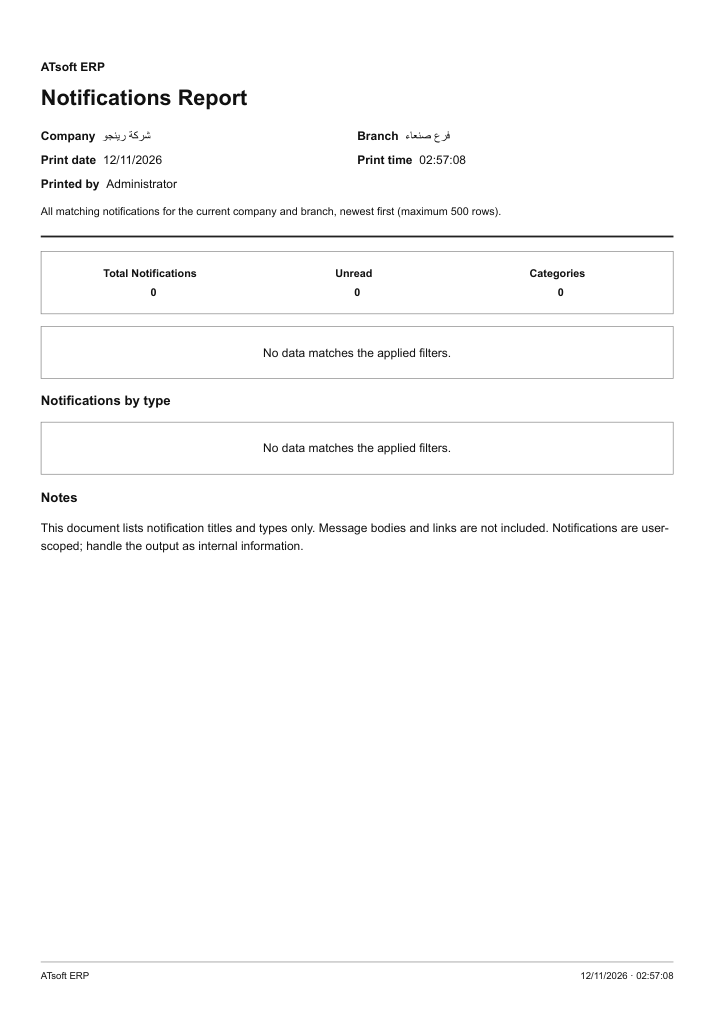 ATsoft ERP
Notifications Report
Company شركة رينجو
Branch فرع صنعاء
Print date 12/11/2026
Print time 02:57:08
Printed by Administrator
All matching notifications for the current company and branch, newest first (maximum 500 rows).
Total Notifications Unread Categories
0 0 0
No data matches the applied filters.
Notifications by type
No data matches the applied filters.
Notes
This document lists notification titles and types only. Message bodies and links are not included. Notifications are user-
scoped; handle the output as internal information.
ATsoft ERP 12/11/2026 · 02:57:08